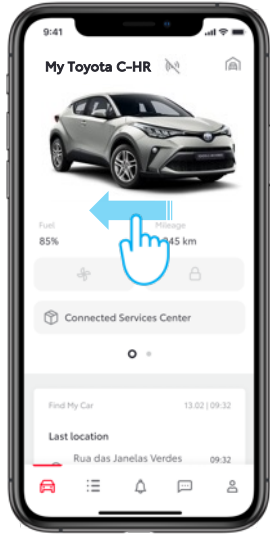 9:41
My Toyota C-HR
Fuel Mileage
85% 345 km
Connected Services Center
Find My Car 13.02 | 09:32
Last location
Rua das Janelas Verdes 09:32